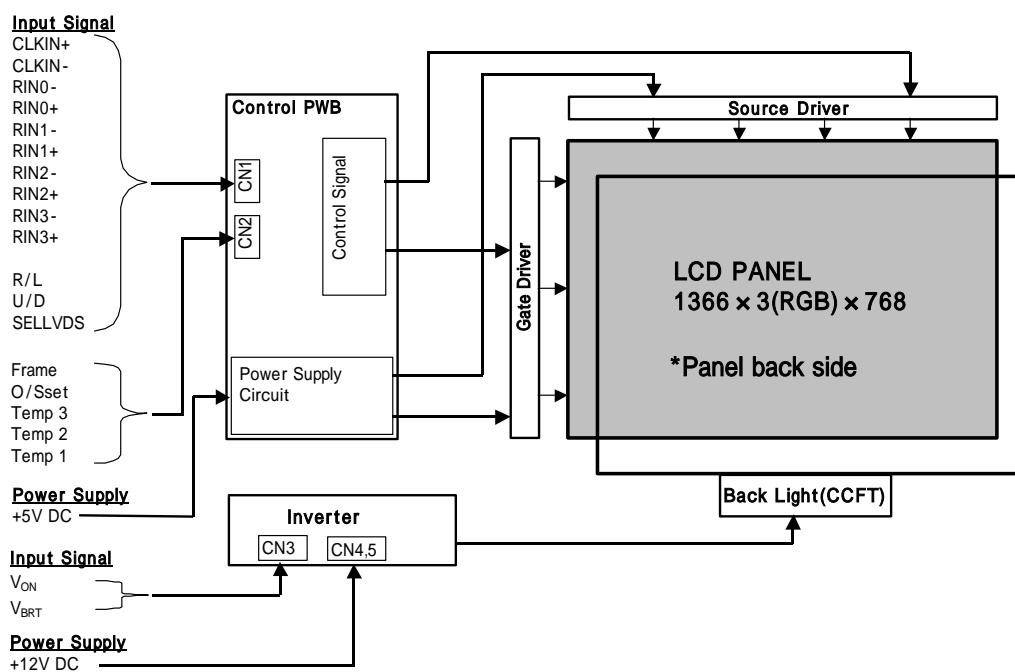 Input Signal
CLKIN+
CLKIN-
RIN0-
RIN0+
RIN1-
RIN1+
RIN2-
RIN2+
RIN3-
RIN3+
R/L
U/D
SELLVDS
Frame
O/Sset
Temp 3
Temp 2
Temp 1
Power Supply
+5V DC
Input Signal
VON
VBRT
Power Supply
+12V DC
Control PWB
CN1
CN2
Control Signal
Power Supply
Circuit
Inverter
CN3
CN4,5
Gate Driver
Source Driver
LCD PANEL
1366 × 3(RGB) × 768
*Panel back side
Back Light(CCFT)